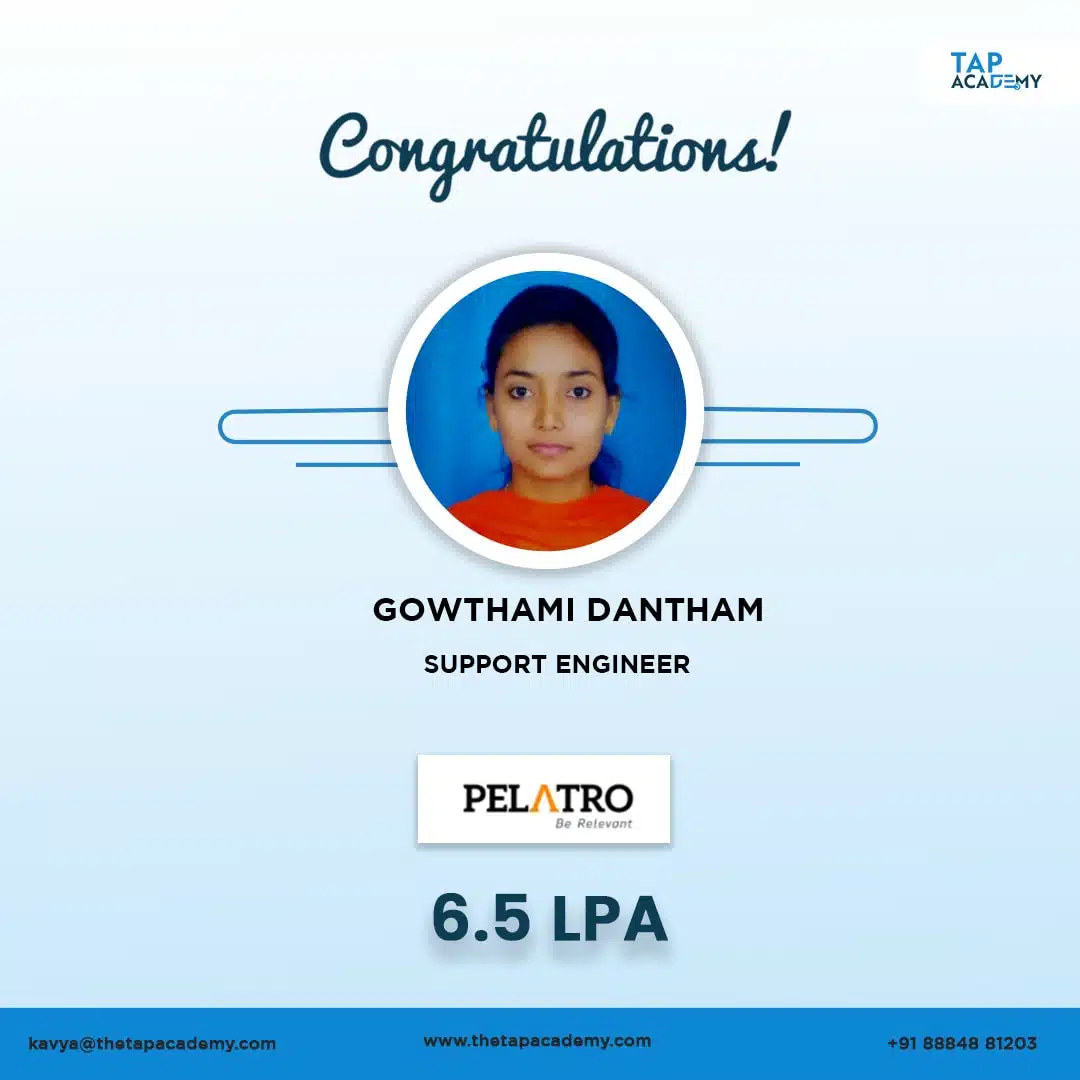 TAP
ACADEMY
Congratulations!
GOWTHAMI DANTHAM
SUPPORT ENGINEER
PELATRO
Be Relevant
6.5 LPA
kavya@thetapacademy.com
www.thetapacademy.com
+91 88848 81203